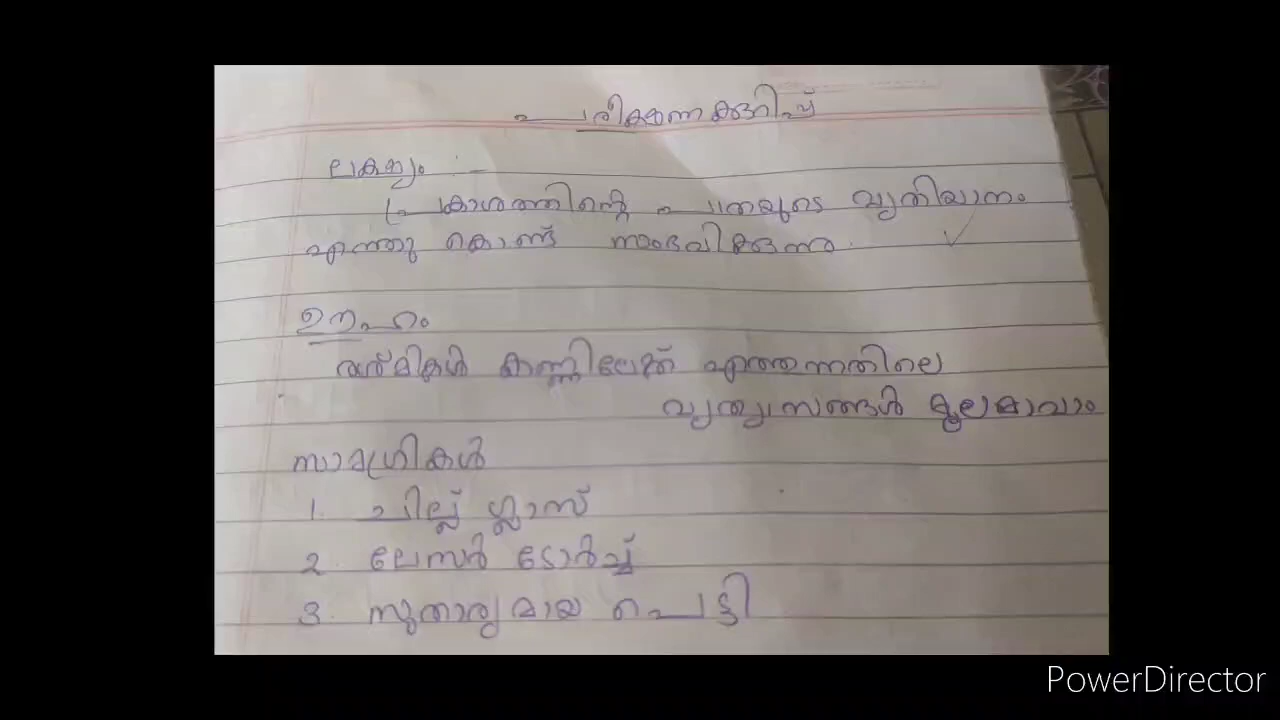 പരീക്ഷണക്കുറിപ്പ്
ലക്ഷ്യം :-
പ്രകാശത്തിന്റെ പാതയുടെ വ്യതിയാനം
എന്തു കൊണ്ട് സംഭവിക്കുന്നു.
ഊഹം
രശ്മികൾ കണ്ണിലേക്ക് എത്തുന്നതിലെ
വ്യത്യാസങ്ങൾ മൂലമാവാം
സാമഗ്രികൾ
1. ചില്ല് ഗ്ലാസ്
2. ലേസർ ടോർച്ച്
3. സുതാര്യമായ പെട്ടി
PowerDirector